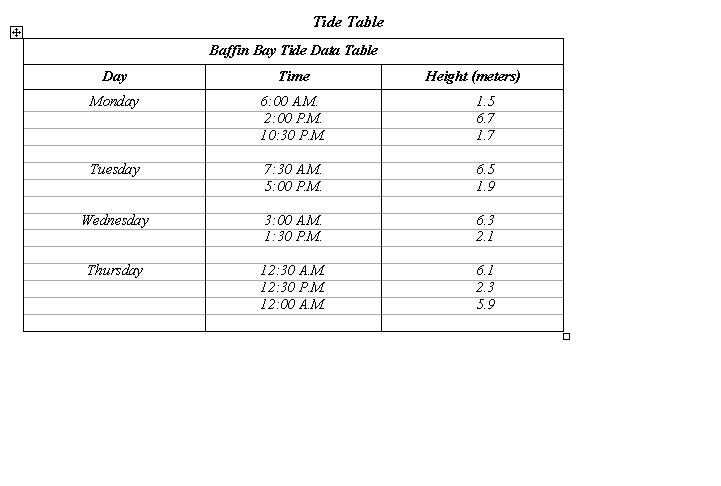 Tide Table
Baffin Bay Tide Data Table
Day Time Height (meters)
Monday 6:00 A.M. 1.5
2:00 P.M. 6.7
10:30 P.M. 1.7
Tuesday 7:30 A.M. 6.5
5:00 P.M. 1.9
Wednesday 3:00 A.M. 6.3
1:30 P.M. 2.1
Thursday 12:30 A.M. 6.1
12:30 P.M. 2.3
12:00 A.M. 5.9